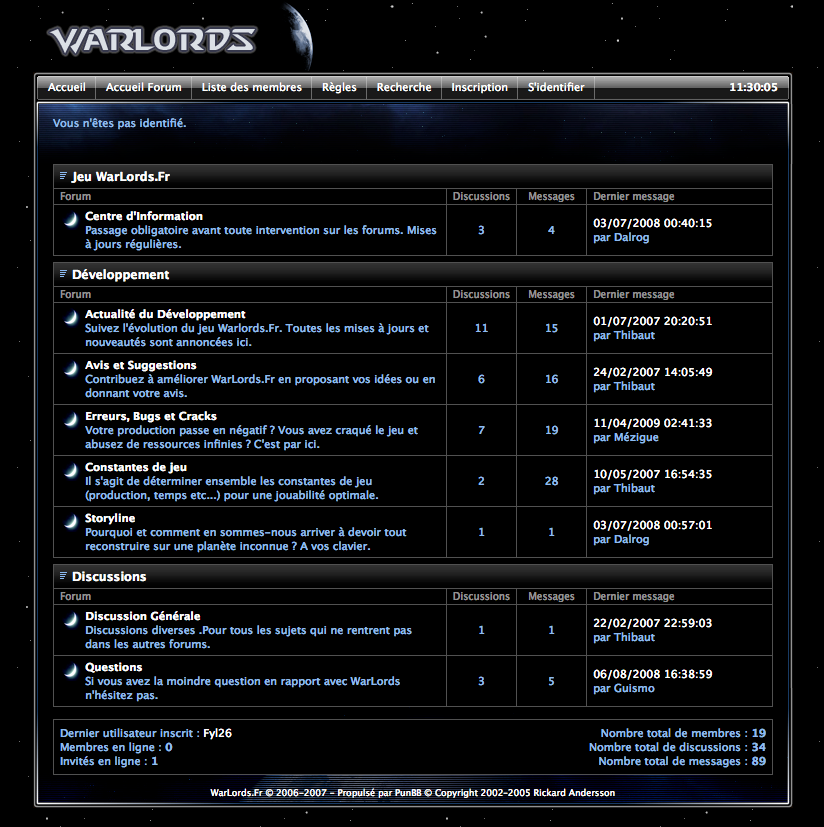 WARLORDS
Accueil Accueil Forum Liste des membres Règles Recherche Inscription S'identifier 11:30:05
Vous n'êtes pas identifié.
Jeu WarLords.Fr
Forum Discussions Messages Dernier message
Centre d'Information
Passage obligatoire avant toute intervention sur les forums. Mises
à jours régulières.
3 4 03/07/2008 00:40:15
par Dalrog
Développement
Forum Discussions Messages Dernier message
Actualité du Développement
Suivez l'évolution du jeu Warlords.Fr. Toutes les mises à jours et
nouveautés sont annoncées ici.
11 15 01/07/2007 20:20:51
par Thibaut
Avis et Suggestions
Contribuez à améliorer WarLords.Fr en proposant vos idées ou en
donnant votre avis.
6 16 24/02/2007 14:05:49
par Thibaut
Erreurs, Bugs et Cracks
Votre production passe en négatif ? Vous avez craqué le jeu et
abusez de ressources infinies ? C'est par ici.
7 19 11/04/2009 02:41:33
par Mézigue
Constantes de jeu
Il s'agit de déterminer ensemble les constantes de jeu
(production, temps etc...) pour une jouabilité optimale.
2 28 10/05/2007 16:54:35
par Thibaut
Storyline
Pourquoi et comment en sommes-nous arriver à devoir tout
reconstruire sur une planète inconnue ? A vos clavier.
1 1 03/07/2008 00:57:01
par Dalrog
Discussions
Forum Discussions Messages Dernier message
Discussion Générale
Discussions diverses .Pour tous les sujets qui ne rentrent pas
dans les autres forums.
1 1 22/02/2007 22:59:03
par Thibaut
Questions
Si vous avez la moindre question en rapport avec WarLords
n'hésitez pas.
3 5 06/08/2008 16:38:59
par Guismo
Dernier utilisateur inscrit : Fyl26
Membres en ligne : 0
Invités en ligne : 1
Nombre total de membres : 19
Nombre total de discussions : 34
Nombre total de messages : 89
WarLords.Fr © 2006-2007 - Propulsé par PunBB © Copyright 2002-2005 Rickard Andersson